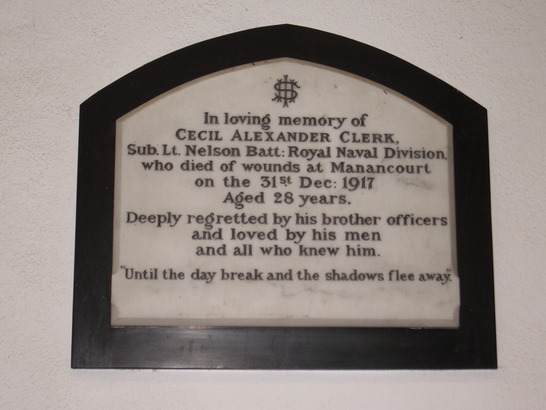 IHS
In loving memory of
CECIL ALEXANDER CLERK,
Sub. Lt. Nelson Batt: Royal Naval Division,
who died of wounds at Manancourt
on the 31st Dec: 1917
Aged 28 years.
Deeply regretted by his brother officers
and loved by his men
and all who knew him.
"Until the day break and the shadows flee away."